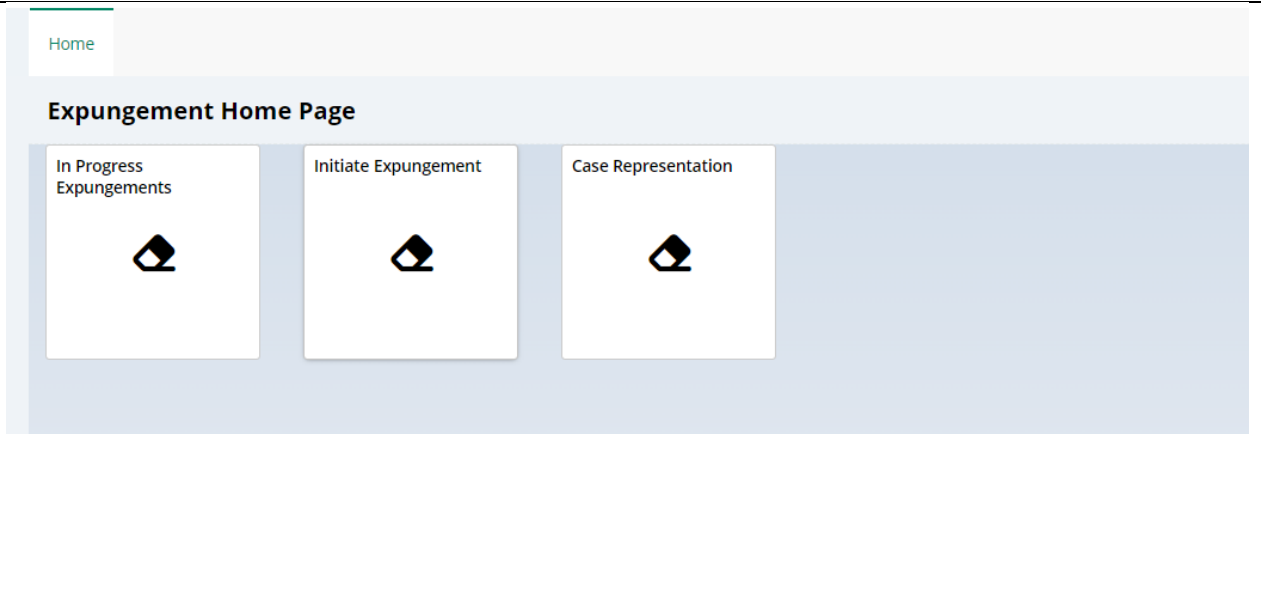 Home
Expungement Home Page
In Progress
Expungements
Initiate Expungement
Case Representation